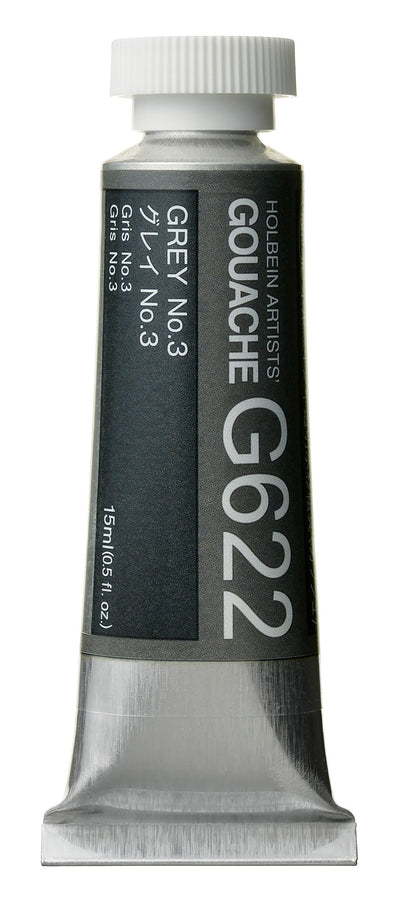 HOLBEIN ARTISTS'
GOUACHE G622
GREY No.3
グレイ No.3
Gris No.3
Gris No.3
15ml(0.5 fl. oz.)